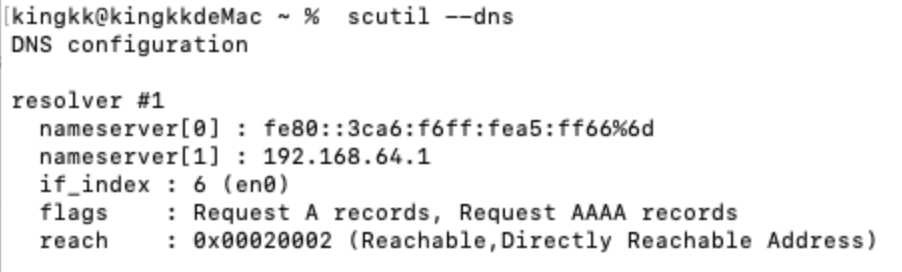 [kingkk@kingkkdeMac ~ %  scutil --dns
DNS configuration
resolver #1
  nameserver[0] : fe80::3ca6:f6ff:fea5:ff66%6d
  nameserver[1] : 192.168.64.1
  if_index : 6 (en0)
  flags    : Request A records, Request AAAA records
  reach    : 0x00020002 (Reachable,Directly Reachable Address)